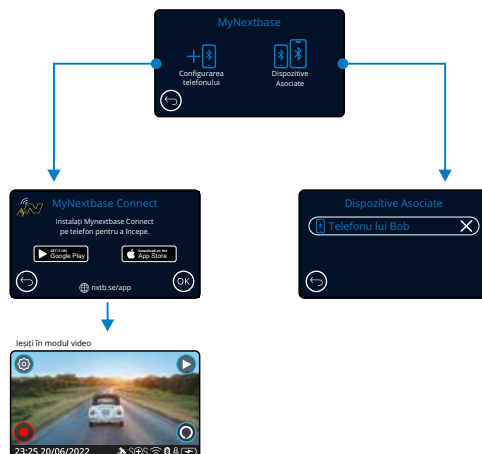 MyNextbase
Configurarea
telefonului
Dispozitive
Asociate
MyNextbase Connect
Instalați Mynextbase Connect
pe telefon pentru a începe.
GET IT ON
Google Play
Download on the
App Store
nxtb.se/app
OK
Dispozitive Asociate
Telefonu lui Bob
Ieșiți în modul video
23:25 20/06/2022
SOS